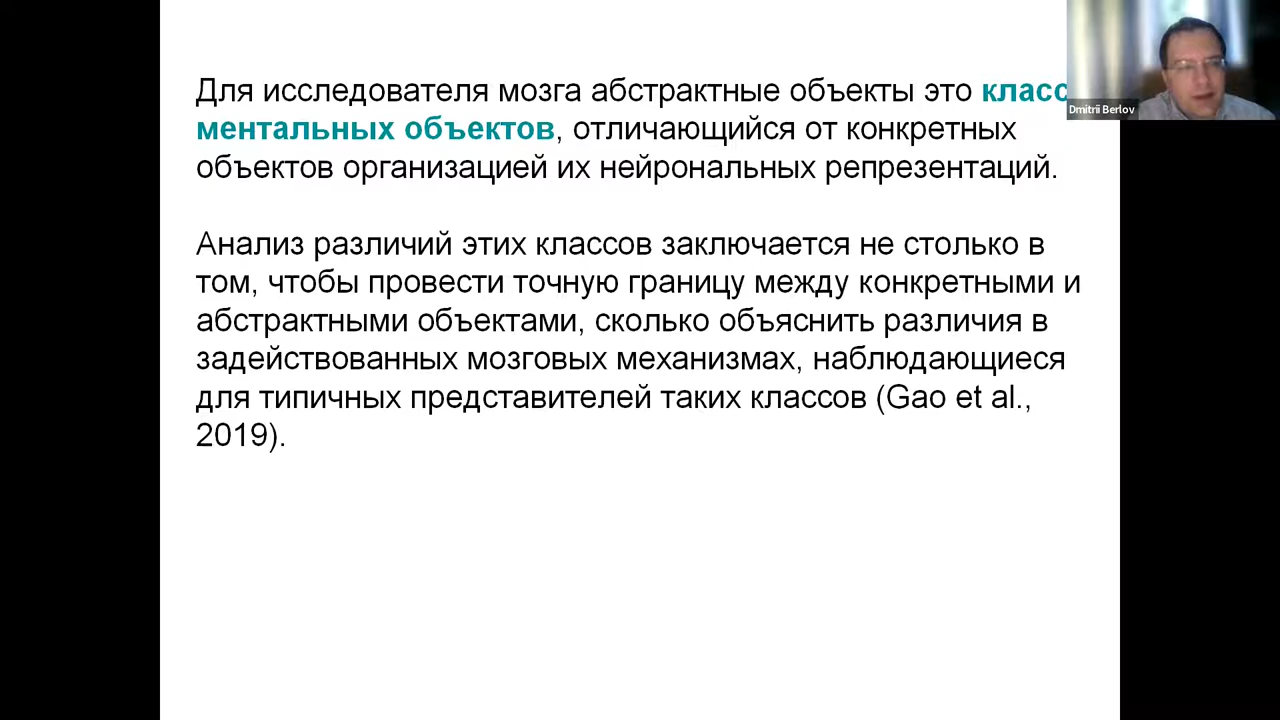 Для исследователя мозга абстрактные объекты это класс
ментальных объектов, отличающийся от конкретных
объектов организацией их нейрональных репрезентаций.
Анализ различий этих классов заключается не столько в
том, чтобы провести точную границу между конкретными и
абстрактными объектами, сколько объяснить различия в
задействованных мозговых механизмах, наблюдающиеся
для типичных представителей таких классов (Gao et al.,
2019).
Dmitrii Berlov